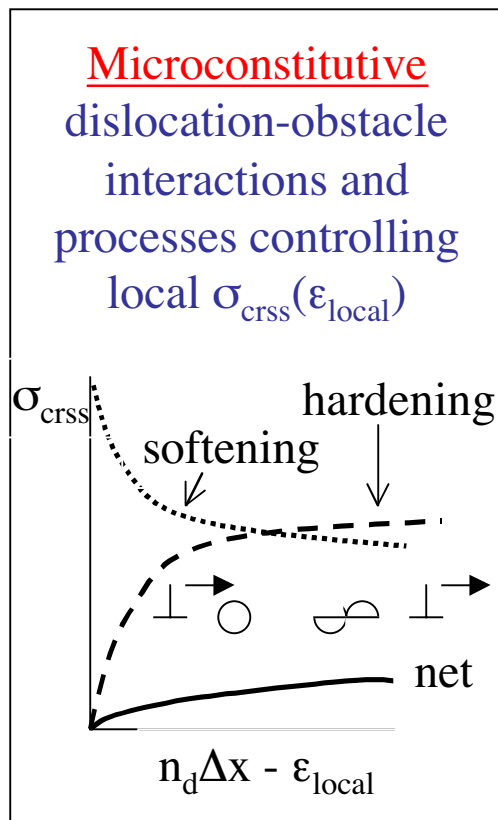 Microconstitutive
dislocation-obstacle
interactions and
processes controlling
local σcrss(εlocal)
σcrss
hardening
softening
net
ndΔx - εlocal